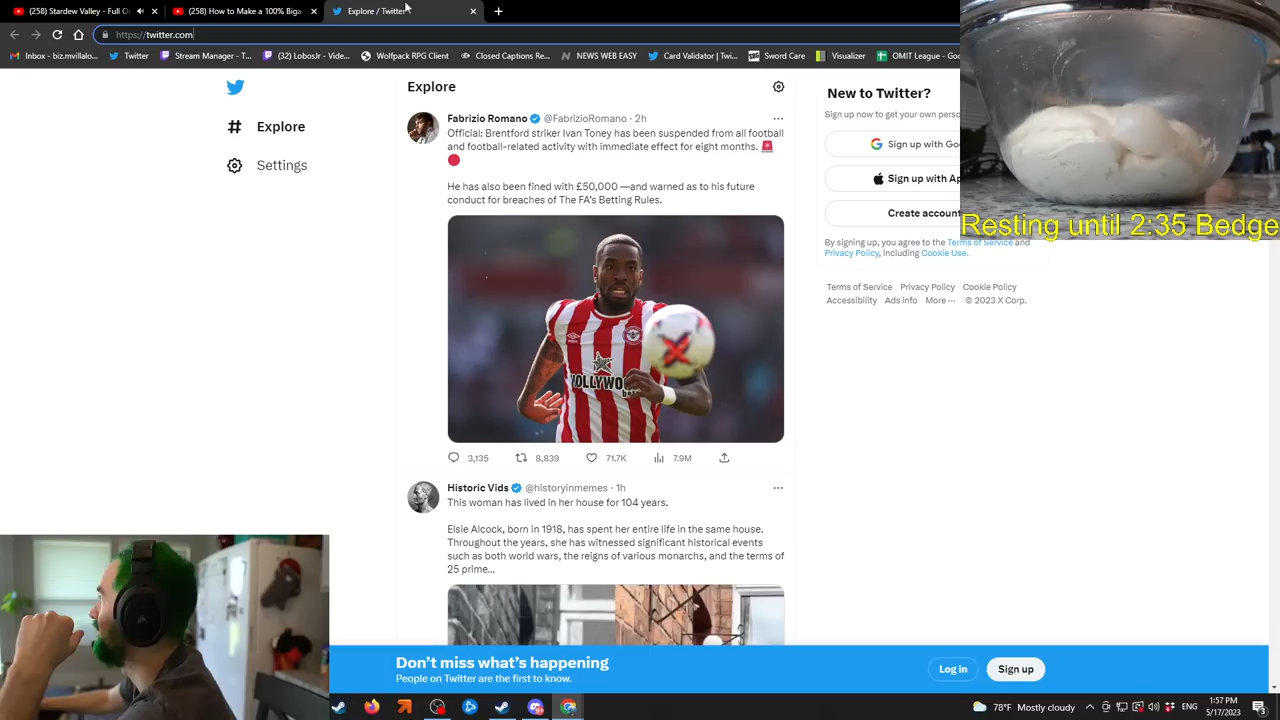 (258) Stardew Valley - Full O
(258) How to Make a 100% Biga
Explore / Twitter
https://twitter.com
Inbox - biz.mvillalo...
Twitter
Stream Manager - T...
(32) LobosJr - Vide...
Wolfpack RPG Client
Closed Captions Re...
NEWS WEB EASY
Card Validator | Twi...
Sword Care
Visualizer
OMIT League - G...
Explore
Settings
Explore
Fabrizio Romano @FabrizioRomano · 2h
Official: Brentford striker Ivan Toney has been suspended from all football
and football-related activity with immediate effect for eight months.
He has also been fined with £50,000 —and warned as to his future
conduct for breaches of The FA's Betting Rules.
3,135
8,839
71.7K
7.9M
Historic Vids @historyinmemes · 1h
This woman has lived in her house for 104 years.
Elsie Alcock, born in 1918, has spent her entire life in the same house.
Throughout the years, she has witnessed significant historical events
such as both world wars, the reigns of various monarchs, and the terms of
25 prime...
New to Twitter?
Sign up now to get your own perso
Sign up with Goo
Sign up with Ap
Create account
By signing up, you agree to the Terms of Service and
Privacy Policy, including Cookie Use.
Terms of Service Privacy Policy Cookie Policy
Accessibility Ads info More ··· © 2023 X Corp.
Resting until 2:35 Bedge
Don't miss what's happening
People on Twitter are the first to know.
Log in
Sign up
78°F Mostly cloudy
1:57 PM
5/17/2023